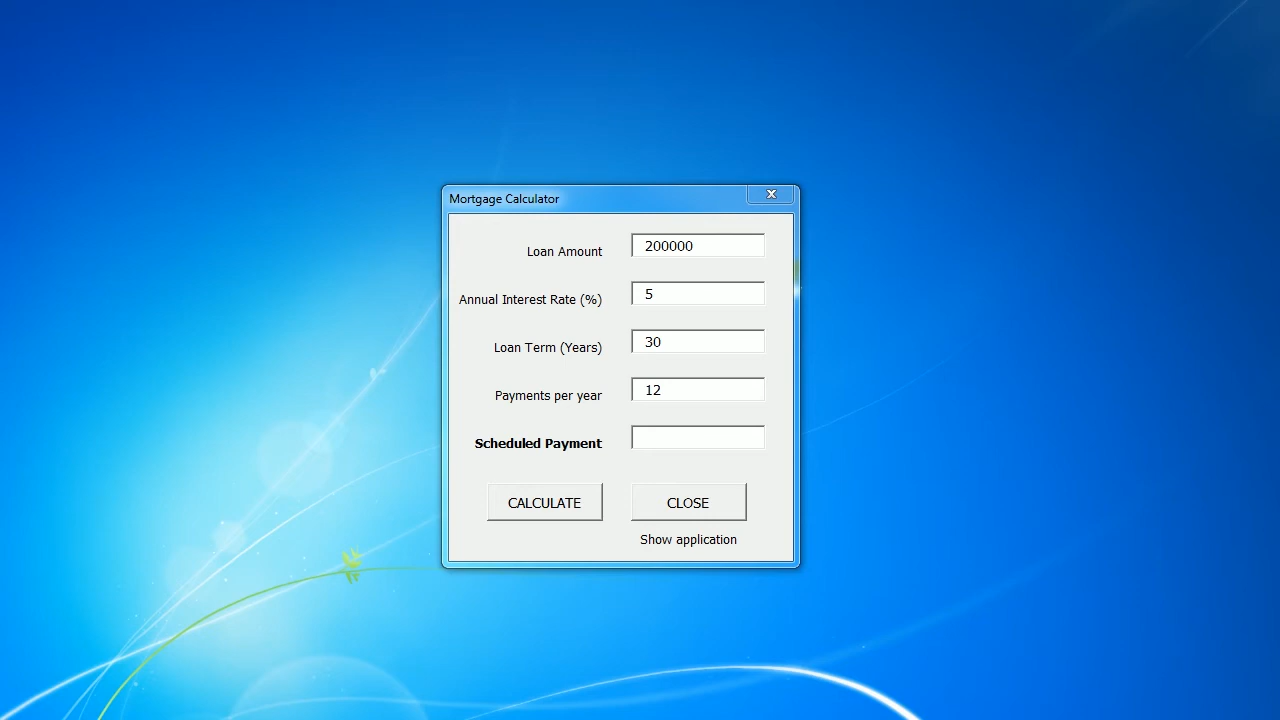 Mortgage Calculator
Loan Amount 200000
Annual Interest Rate (%) 5
Loan Term (Years) 30
Payments per year 12
Scheduled Payment
CALCULATE CLOSE
Show application